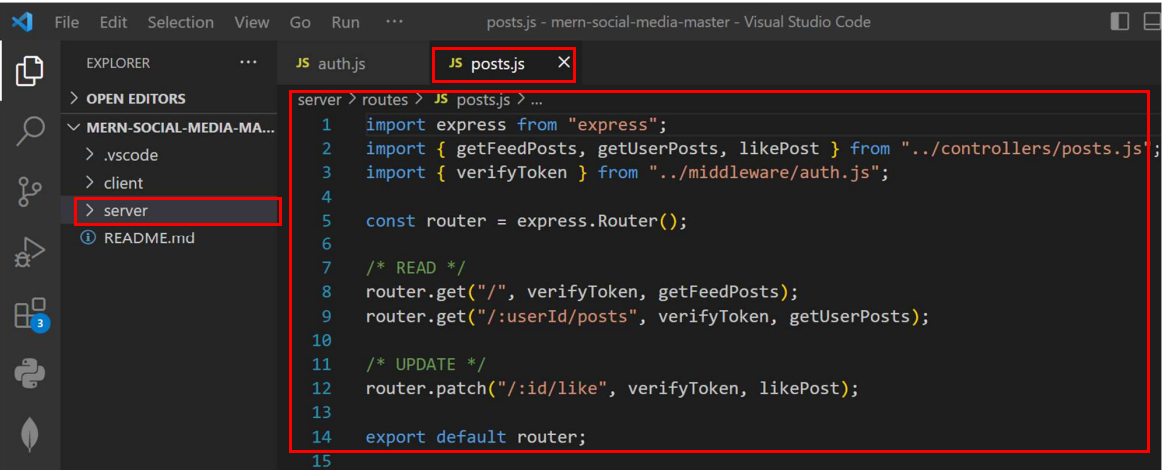 File Edit Selection View Go Run ··· posts.js - mern-social-media-master - Visual Studio Code
EXPLORER ···
JS auth.js
JS posts.js ×
OPEN EDITORS
MERN-SOCIAL-MEDIA-MA...
.vscode
client
server
README.md
3
server > routes > JS posts.js > ...
1 import express from "express";
2 import { getFeedPosts, getUserPosts, likePost } from "../controllers/posts.js";
3 import { verifyToken } from "../middleware/auth.js";
4
5 const router = express.Router();
6
7 /* READ */
8 router.get("/", verifyToken, getFeedPosts);
9 router.get("/:userId/posts", verifyToken, getUserPosts);
10
11 /* UPDATE */
12 router.patch("/:id/like", verifyToken, likePost);
13
14 export default router;
15